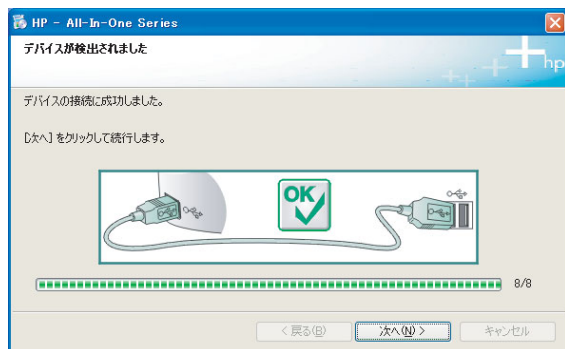 HP - All-In-One Series
デバイスが検出されました
hp
デバイスの接続に成功しました。
[次へ] をクリックして続行します。
OK
8/8
< 戻る(B)
次へ(N) >
キャンセル